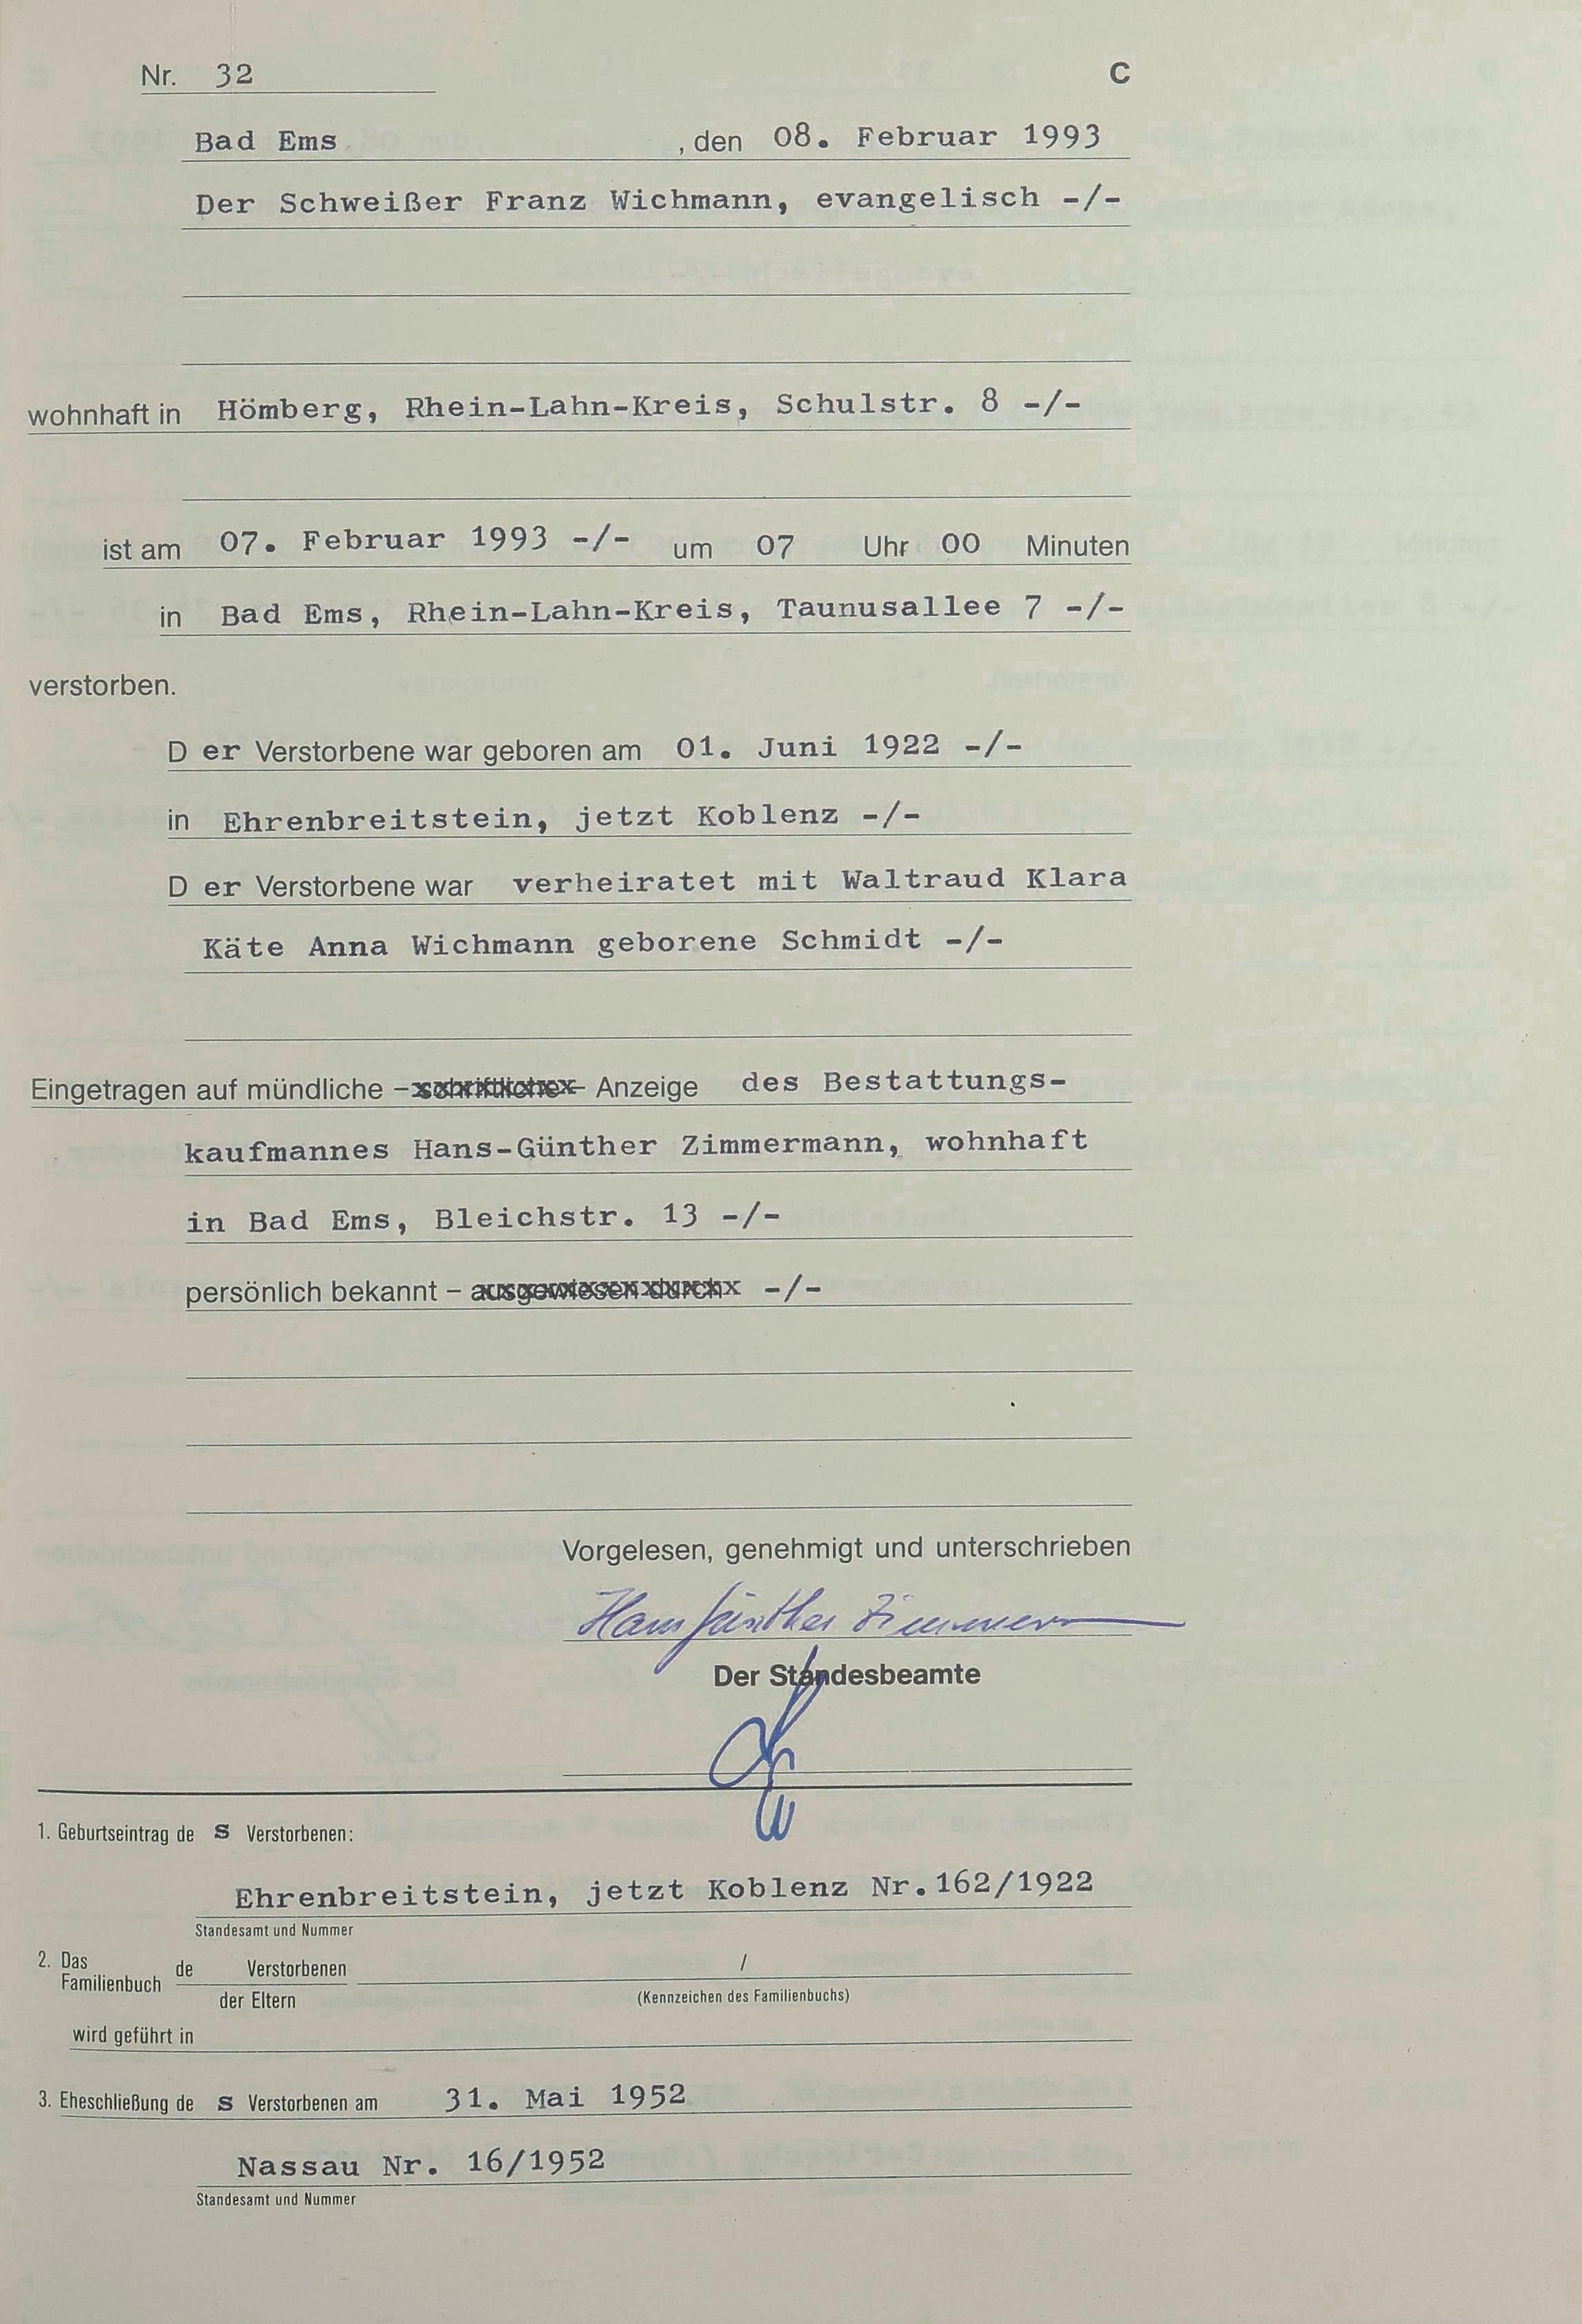 Nr. 32 C
Bad Ems , den 08. Februar 1993
Der Schweißer Franz Wichmann, evangelisch -/-
wohnhaft in Hömberg, Rhein-Lahn-Kreis, Schulstr. 8 -/-
ist am 07. Februar 1993 -/- um 07 Uhr 00 Minuten
in Bad Ems, Rhein-Lahn-Kreis, Taunusallee 7 -/-
verstorben.
D er Verstorbene war geboren am 01. Juni 1922 -/-
in Ehrenbreitstein, jetzt Koblenz -/-
D er Verstorbene war verheiratet mit Waltraud Klara
Käte Anna Wichmann geborene Schmidt -/-
Eingetragen auf mündliche – schriftliche – Anzeige des Bestattungs-
kaufmannes Hans-Günther Zimmermann, wohnhaft
in Bad Ems, Bleichstr. 13 -/-
persönlich bekannt – ausgewiesen durch -/-
Vorgelesen, genehmigt und unterschrieben
Hans Günther Zimmermann
Der Standesbeamte
1. Geburtseintrag de s Verstorbenen:
Ehrenbreitstein, jetzt Koblenz Nr.162/1922
Standesamt und Nummer
2. Das Familienbuch de Verstorbenen /
der Eltern (Kennzeichen des Familienbuchs)
wird geführt in
3. Eheschließung de s Verstorbenen am 31. Mai 1952
Nassau Nr. 16/1952
Standesamt und Nummer